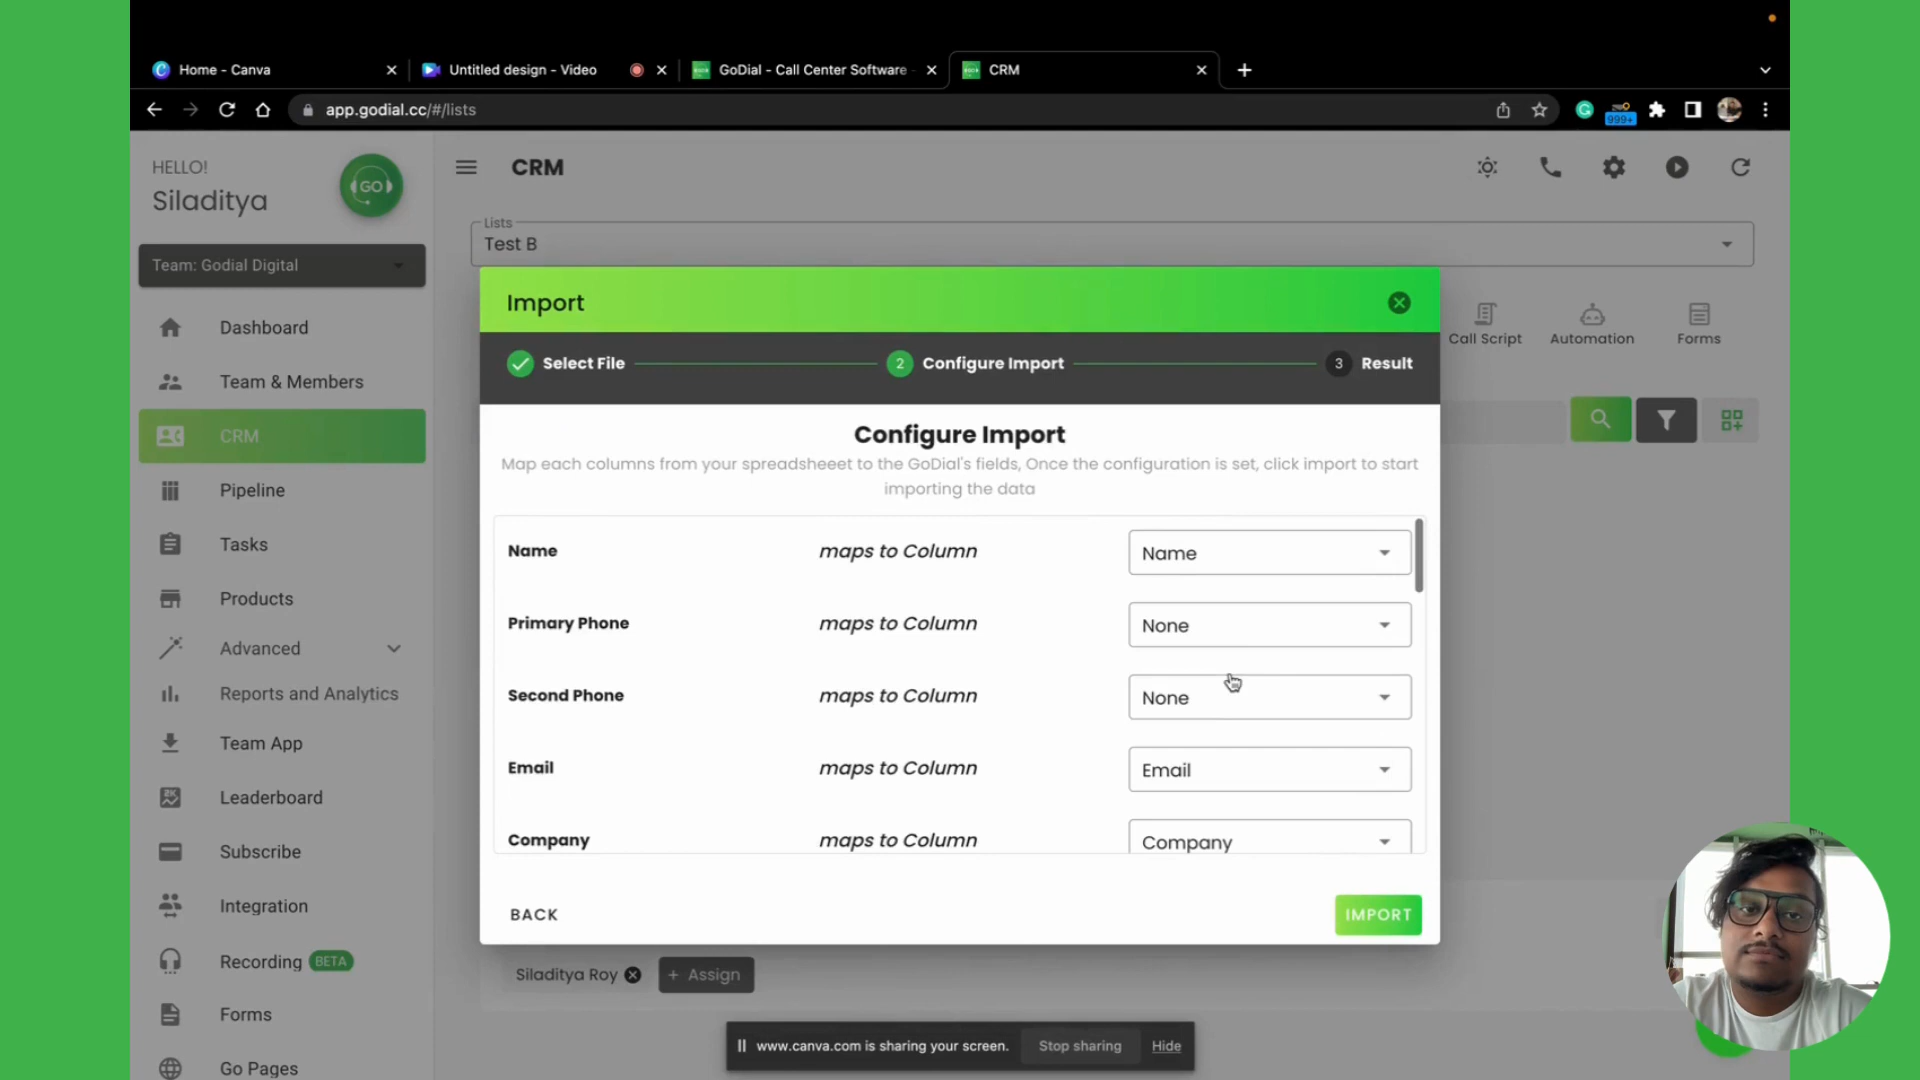 Home - Canva
Untitled design - Video
GoDial - Call Center Software -
CRM
app.godial.cc/#/lists
999+
HELLO!
Siladitya
GO
CRM
Team: Godial Digital
Lists
Test B
Dashboard
Team & Members
CRM
Pipeline
Tasks
Products
Advanced
Reports and Analytics
Team App
Leaderboard
Subscribe
Integration
Recording BETA
Forms
Go Pages
Call Script
Automation
Forms
Import
Select File
2 Configure Import
3 Result
Configure Import
Map each columns from your spreadsheeet to the GoDial's fields, Once the configuration is set, click import to start
importing the data
Name maps to Column Name
Primary Phone maps to Column None
Second Phone maps to Column None
Email maps to Column Email
Company maps to Column Company
BACK
IMPORT
Siladitya Roy
+ Assign
www.canva.com is sharing your screen.
Stop sharing
Hide